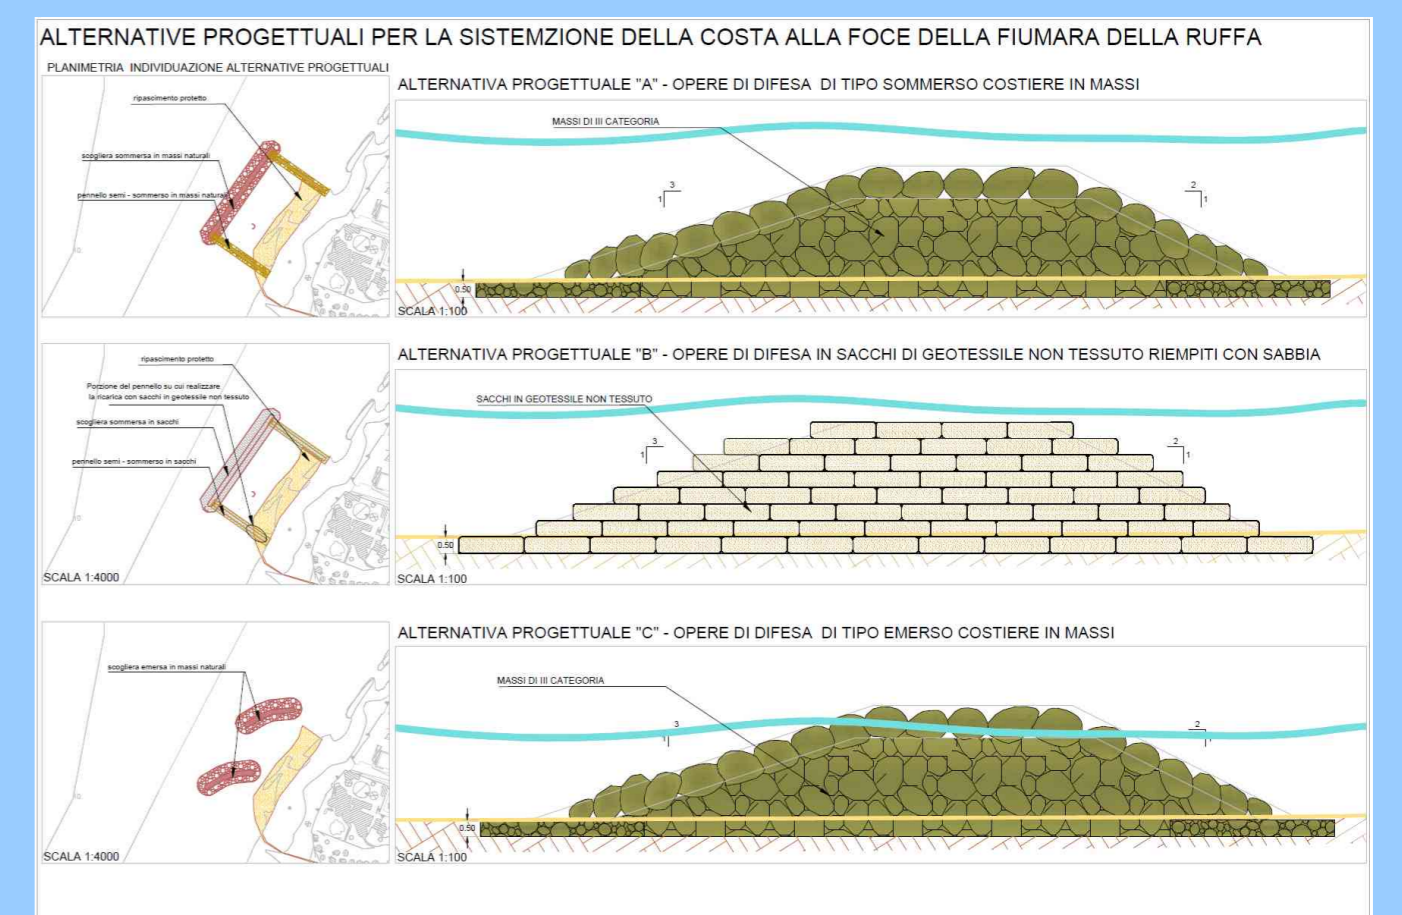 ALTERNATIVE PROGETTUALI PER LA SISTEMZIONE DELLA COSTA ALLA FOCE DELLA FIUMARA DELLA RUFFA
PLANIMETRIA INDIVIDUAZIONE ALTERNATIVE PROGETTUALI
ripascimento protetto
scogliera sommersa in massi naturali
pennello semi - sommerso in massi naturali
ALTERNATIVA PROGETTUALE "A" - OPERE DI DIFESA DI TIPO SOMMERSO COSTIERE IN MASSI
MASSI DI III CATEGORIA
3
1
2
1
0.50
SCALA 1:100
ripascimento protetto
Porzione del pennello su cui realizzare
la ricarica con sacchi in geotessile non tessuto
scogliera sommersa in sacchi
pennello semi - sommerso in sacchi
SCALA 1:4000
ALTERNATIVA PROGETTUALE "B" - OPERE DI DIFESA IN SACCHI DI GEOTESSILE NON TESSUTO RIEMPITI CON SABBIA
SACCHI IN GEOTESSILE NON TESSUTO
3
1
2
1
0.50
SCALA 1:100
scogliera emersa in massi naturali
SCALA 1:4000
ALTERNATIVA PROGETTUALE "C" - OPERE DI DIFESA DI TIPO EMERSO COSTIERE IN MASSI
MASSI DI III CATEGORIA
3
1
2
1
0.50
SCALA 1:100